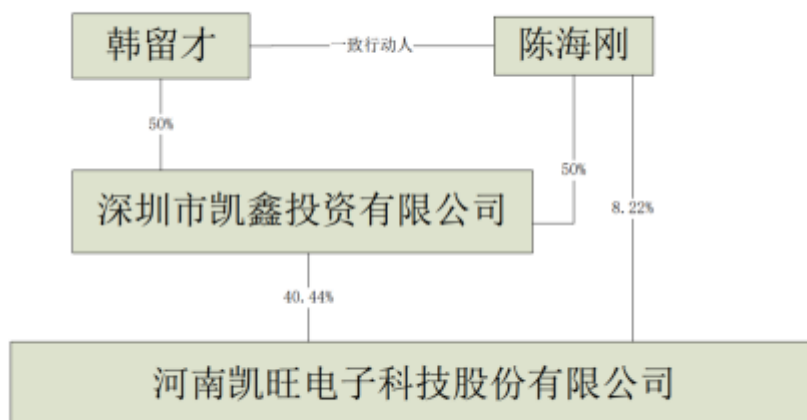 韩留才
一致行动人
陈海刚
50%
50%
深圳市凯鑫投资有限公司
8.22%
40.44%
河南凯旺电子科技股份有限公司